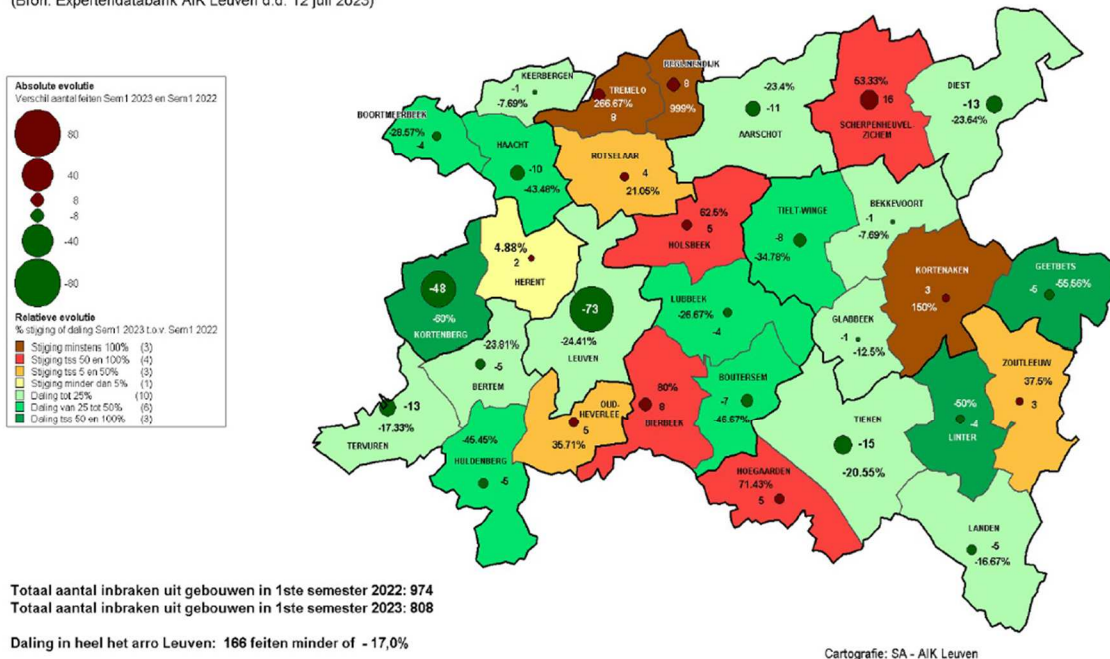 (Bron: Expertendatabank AIK Leuven d.d. 12 juli 2023)
Absolute evolutie
Verschil aantal feiten Sem1 2023 en Sem1 2022
80
40
8
-8
-40
-80
Relatieve evolutie
% stijging of daling Sem1 2023 t.o.v. Sem1 2022
Stijging minstens 100% (3)
Stijging tss 50 en 100% (4)
Stijging tss 5 en 50% (3)
Stijging minder dan 5% (1)
Daling tot 25% (10)
Daling van 25 tot 50% (6)
Daling tss 50 en 100% (3)
KEERBERGEN
-1
-7.69%
TREMELO
266.67%
8
BEGIJNENDIJK
8
999%
-23.4%
-11
AARSCHOT
53.33%
16
SCHERPENHEUVEL-
ZICHEM
DIEST
-13
-23.64%
BOORTMEERBEEK
-28.57%
-4
HAACHT
-10
-43.48%
ROTSELAAR
4
21.05%
62.5%
5
HOLSBEEK
TIELT-WINGE
-8
-34.78%
BEKKEVOORT
-1
-7.69%
KORTENAKEN
3
150%
GEETBETS
-5
-55.56%
4.88%
2
HERENT
-48
-60%
KORTENBERG
-73
-24.41%
LEUVEN
LUBBEEK
-26.67%
-4
GLABBEEK
-1
-12.5%
ZOUTLEEUW
37.5%
3
-23.81%
-5
BERTEM
-13
-17.33%
TERVUREN
-45.45%
HULDENBERG
-5
OUD-
HEVERLEE
5
35.71%
80%
8
BIERBEEK
BOUTERSEM
-7
-46.67%
TIENEN
-15
-20.55%
-50%
-4
LINTER
HOEGAARDEN
71.43%
5
LANDEN
-5
-16.67%
Totaal aantal inbraken uit gebouwen in 1ste semester 2022: 974
Totaal aantal inbraken uit gebouwen in 1ste semester 2023: 808
Daling in heel het arro Leuven: 166 feiten minder of - 17,0%
Cartografie: SA - AIK Leuven